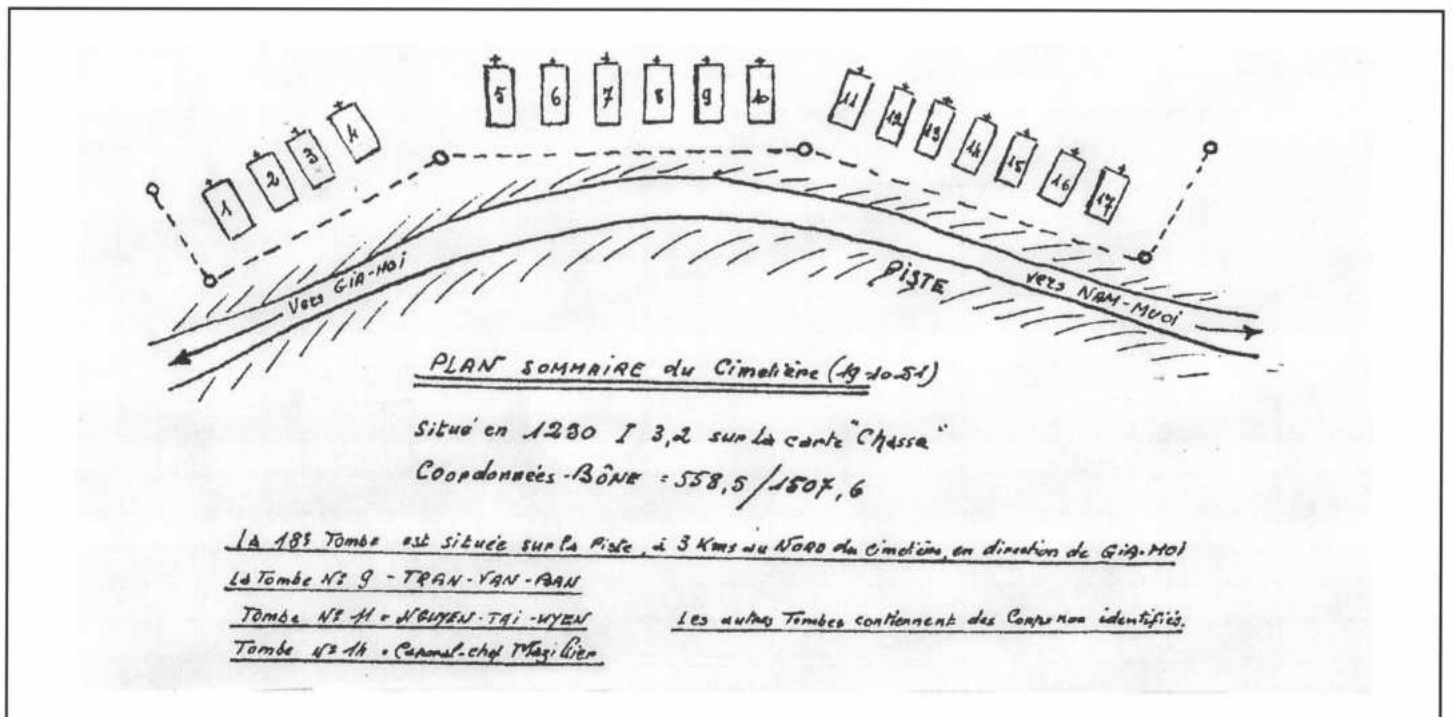 1 2 3 4 5 6 7 8 9 10 11 12 13 14 15 16 17
Vers GIA-HOI
PISTE
vers NAM-MUOI
PLAN SOMMAIRE du Cimetière (19-10-51)
Situé en 1230 I 3,2 sur la carte "Chasse"
Coordonnées-BÔNE = 558,5/1507,6
La 18è Tombe est située sur la Piste, à 3 Kms au NORD du cimetière, en direction de GIA-HOI
La Tombe N° 9 - TRAN-VAN-BAN
Tombe N° 11 - NGUYEN-TAI-UYEN
Les autres Tombes contiennent des Corps non identifiés.
Tombe N° 14 - Caporal-chef